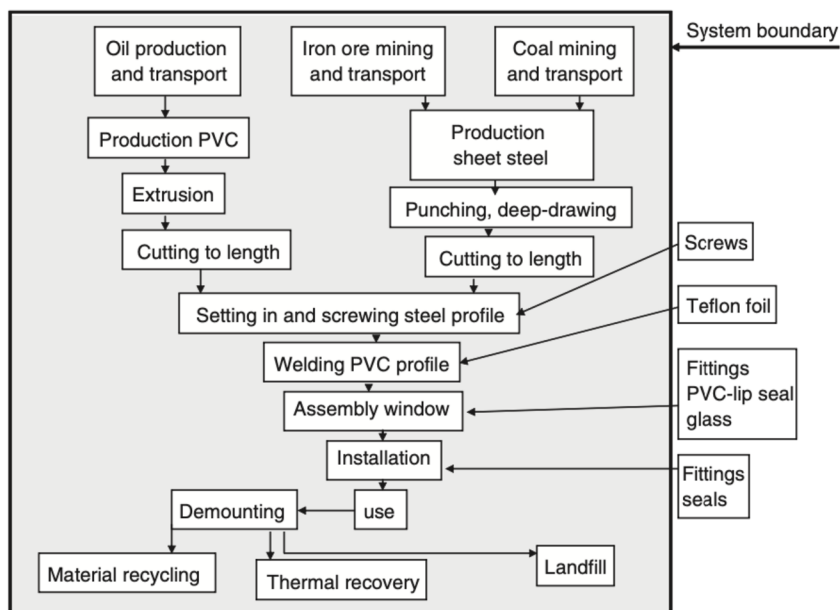 System boundary
Oil production
and transport
Iron ore mining
and transport
Coal mining
and transport
Production PVC
Production
sheet steel
Extrusion
Punching, deep-drawing
Cutting to length
Cutting to length
Screws
Setting in and screwing steel profile
Teflon foil
Welding PVC profile
Fittings
PVC-lip seal
glass
Assembly window
Installation
Fittings
seals
Demounting
use
Material recycling
Thermal recovery
Landfill